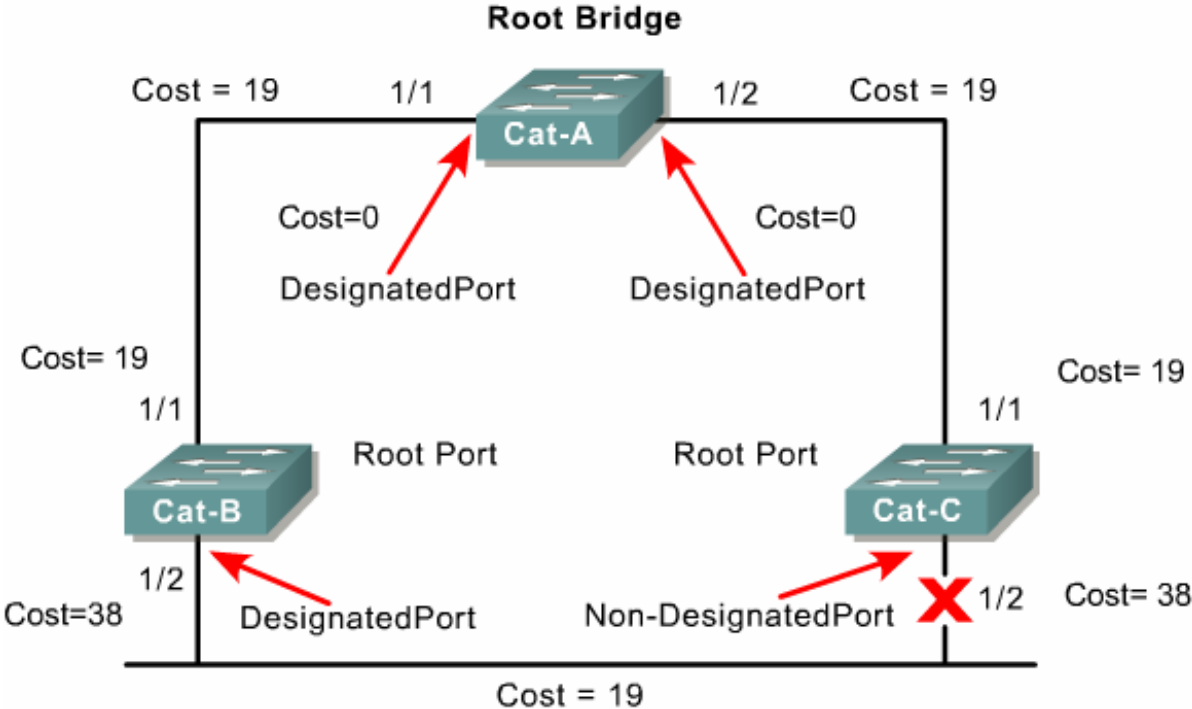 Root Bridge
Cost = 19
1/1
1/2
Cost = 19
Cat-A
Cost=0
Cost=0
DesignatedPort
DesignatedPort
Cost= 19
Cost= 19
1/1
1/1
Root Port
Root Port
Cat-B
Cat-C
1/2
1/2
Cost=38
DesignatedPort
Non-DesignatedPort
Cost= 38
Cost = 19